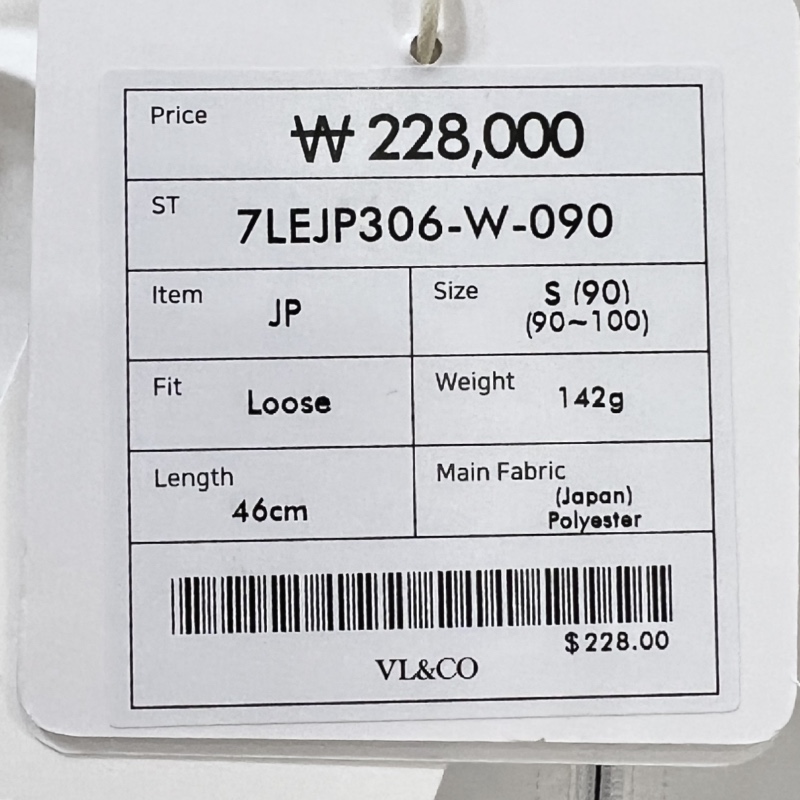 Price ₩ 228,000
ST 7LEJP306-W-090
Item JP
Size S (90)
(90~100)
Fit Loose
Weight 142g
Length 46cm
Main Fabric
(Japan)
Polyester
$228.00
VL&CO